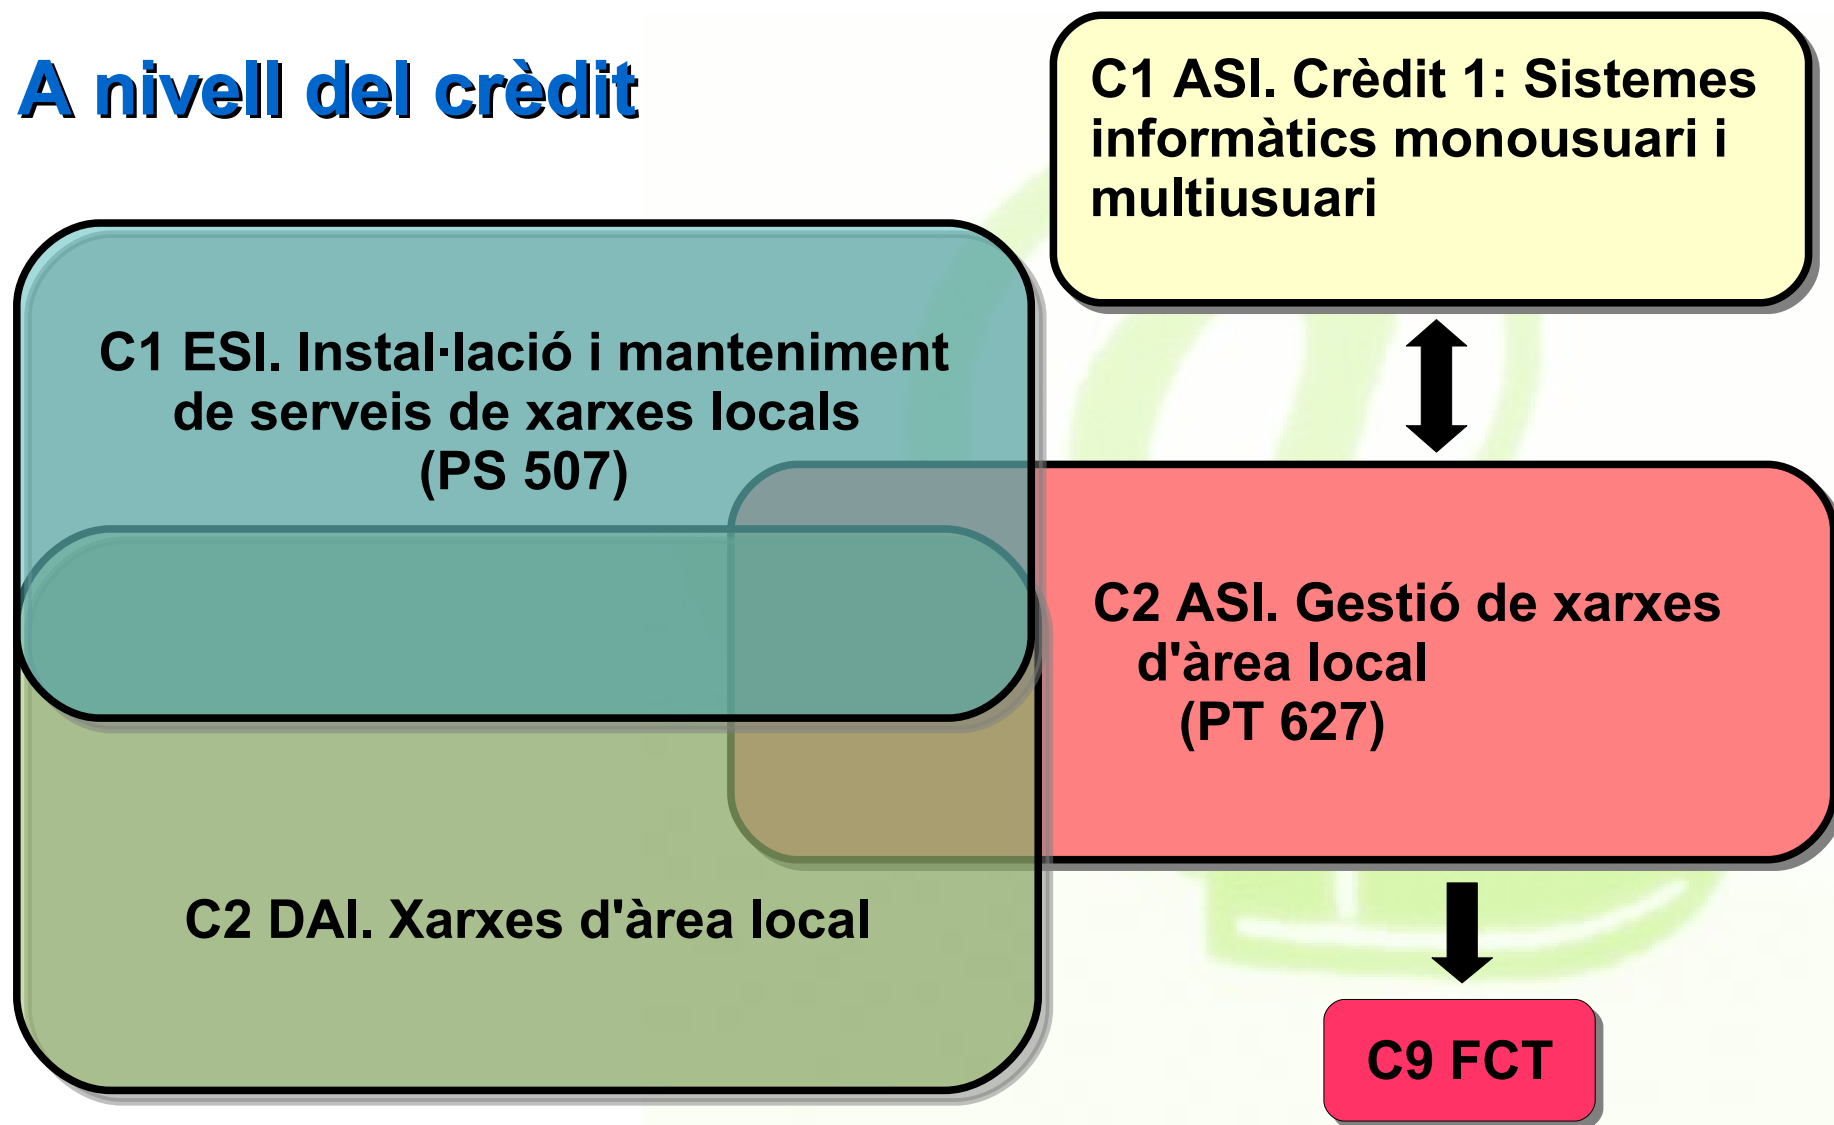 A nivell del crèdit
C1 ASI. Crèdit 1: Sistemes
informàtics monousuari i
multiusuari
C1 ESI. Instal·lació i manteniment
de serveis de xarxes locals
(PS 507)
C2 ASI. Gestió de xarxes
d'àrea local
(PT 627)
C2 DAI. Xarxes d'àrea local
C9 FCT